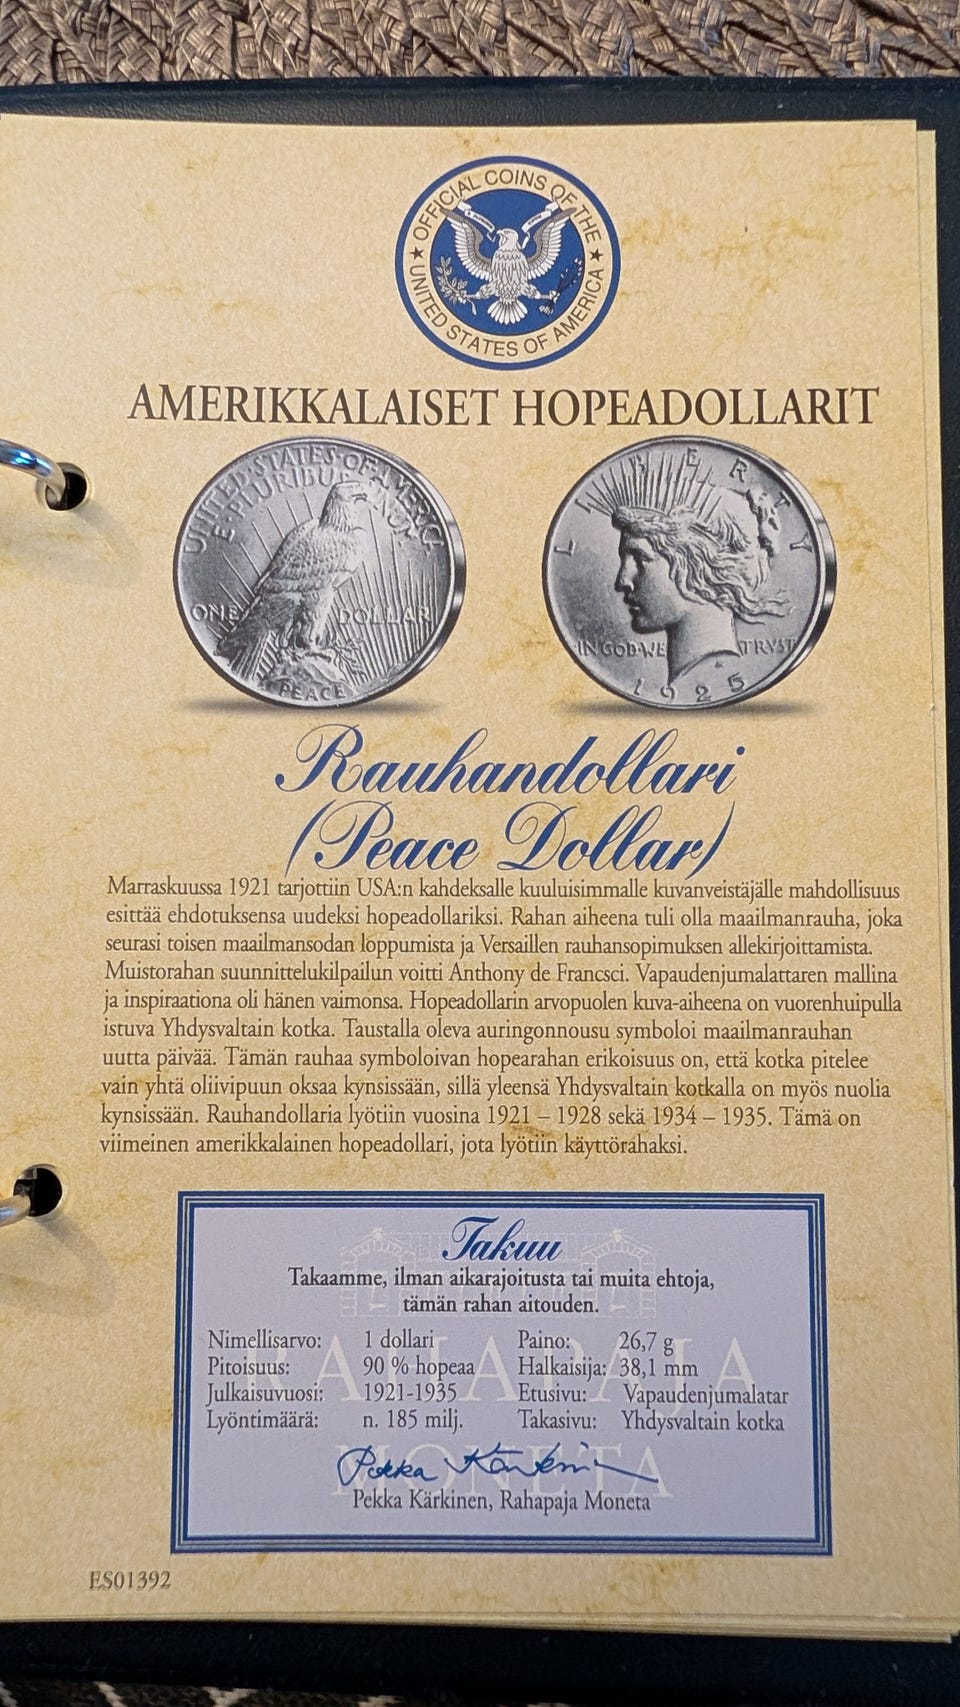 OFFICIAL COINS OF THE
★ UNITED STATES OF AMERICA ★
AMERIKKALAISET HOPEADOLLARIT
UNITED·STATES·OF·AMERICA
E·PLURIBUS
ONE DOLLAR
PEACE
LIBERTY
IN GOD WE TRVST
1925
Rauhandollari
(Peace Dollar)
Marraskuussa 1921 tarjottiin USA:n kahdeksalle kuuluisimmalle kuvanveistäjälle mahdollisuus
esittää ehdotuksensa uudeksi hopeadollariksi. Rahan aiheena tuli olla maailmanrauha, joka
seurasi toisen maailmansodan loppumista ja Versaillen rauhansopimuksen allekirjoittamista.
Muistorahan suunnittelukilpailun voitti Anthony de Francsci. Vapaudenjumalattaren mallina
ja inspiraationa oli hänen vaimonsa. Hopeadollarin arvopuolen kuva-aiheena on vuorenhuipulla
istuva Yhdysvaltain kotka. Taustalla oleva auringonnousu symboloi maailmanrauhan
uutta päivää. Tämän rauhaa symboloivan hopearahan erikoisuus on, että kotka pitelee
vain yhtä oliivipuun oksaa kynsissään, sillä yleensä Yhdysvaltain kotkalla on myös nuolia
kynsissään. Rauhandollaria lyötiin vuosina 1921 – 1928 sekä 1934 – 1935. Tämä on
viimeinen amerikkalainen hopeadollari, jota lyötiin käyttörahaksi.
Takuu
Takaamme, ilman aikarajoitusta tai muita ehtoja,
tämän rahan aitouden.
Nimellisarvo: 1 dollari Paino: 26,7 g
Pitoisuus: 90 % hopeaa Halkaisija: 38,1 mm
Julkaisuvuosi: 1921-1935 Etusivu: Vapaudenjumalatar
Lyöntimäärä: n. 185 milj. Takasivu: Yhdysvaltain kotka
RAHAPAJA
MONETA
Pekka Kärkinen
Pekka Kärkinen, Rahapaja Moneta
ES01392